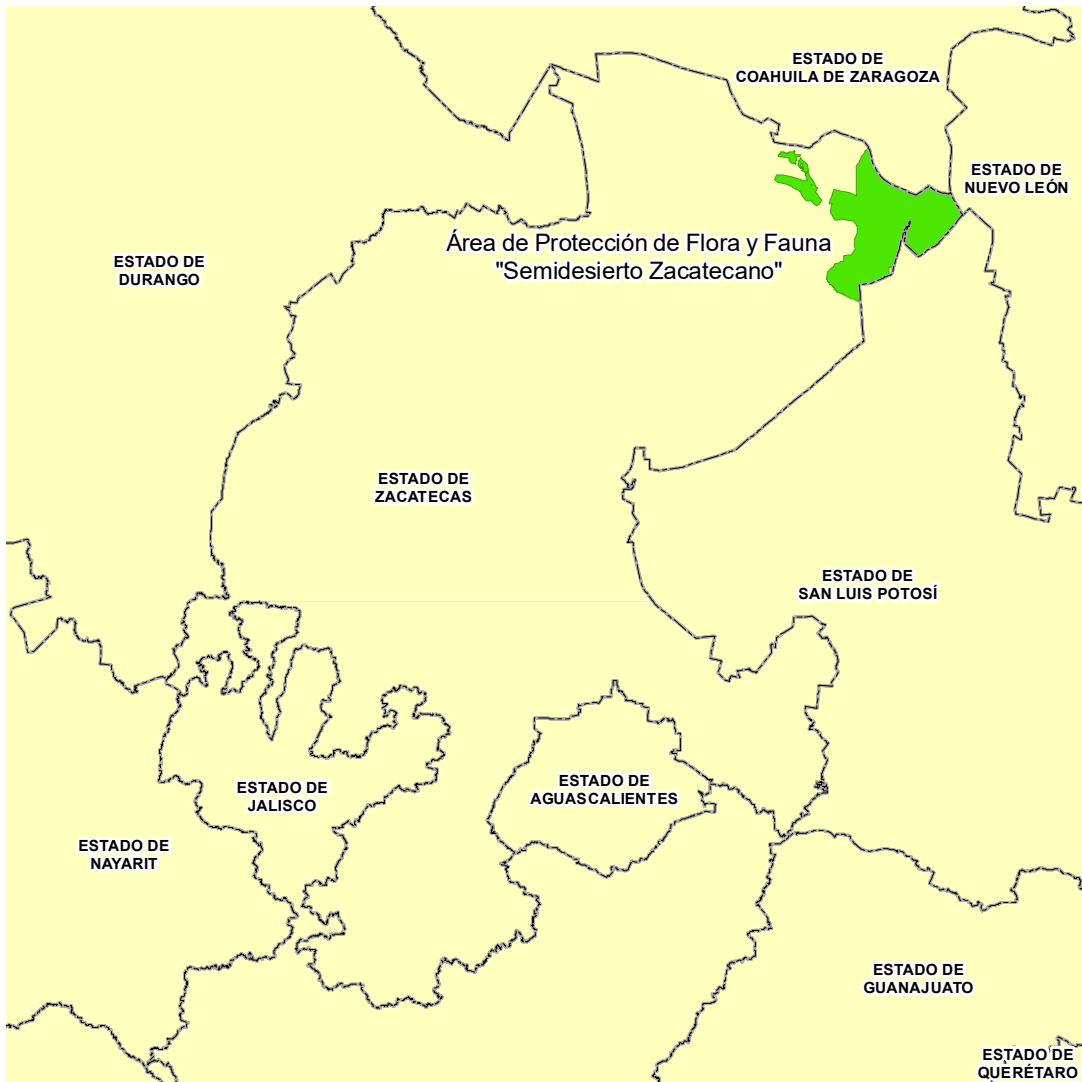 ESTADO DE
COAHUILA DE ZARAGOZA
ESTADO DE
NUEVO LEÓN
Área de Protección de Flora y Fauna
"Semidesierto Zacatecano"
ESTADO DE
DURANGO
ESTADO DE
ZACATECAS
ESTADO DE
SAN LUIS POTOSÍ
ESTADO DE
JALISCO
ESTADO DE
AGUASCALIENTES
ESTADO DE
NAYARIT
ESTADO DE
GUANAJUATO
ESTADO DE
QUERÉTARO